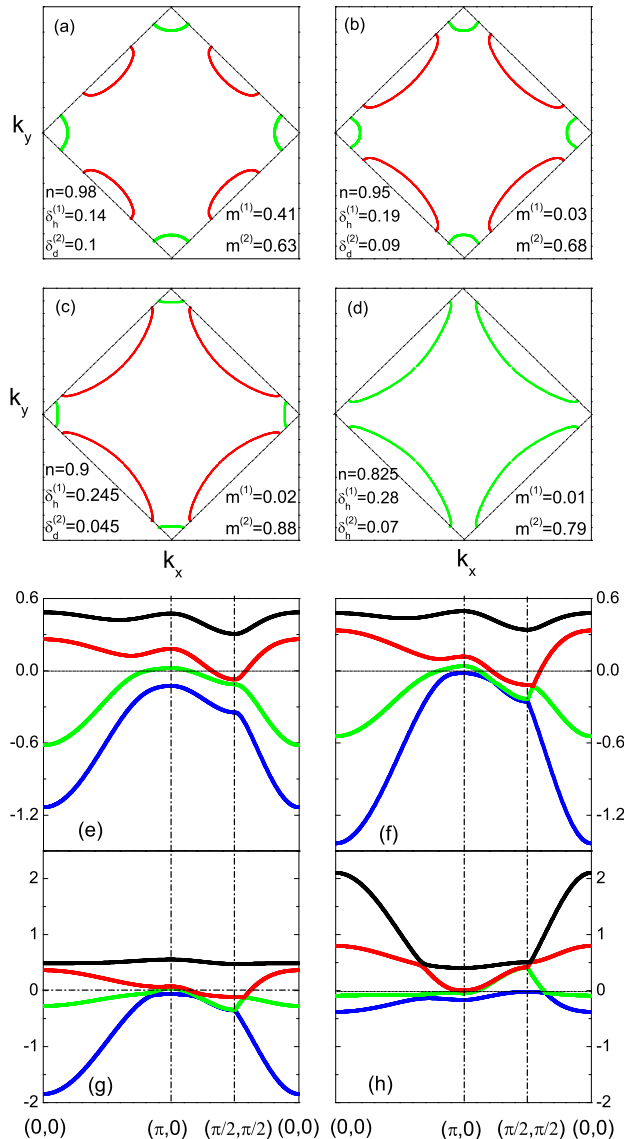 (a)
(b)
k_y
n=0.98
δ_h^(1)=0.14 m^(1)=0.41
δ_d^(2)=0.1 m^(2)=0.63
n=0.95
δ_h^(1)=0.19 m^(1)=0.03
δ_d^(2)=0.09 m^(2)=0.68
(c)
(d)
k_y
n=0.9
δ_h^(1)=0.245 m^(1)=0.02
δ_d^(2)=0.045 m^(2)=0.88
n=0.825
δ_h^(1)=0.28 m^(1)=0.01
δ_h^(2)=0.07 m^(2)=0.79
k_x k_x
0.6 0.6
0.0 0.0
-0.6 -0.6
-1.2 -1.2
(e) (f)
2 2
1 1
0 0
-1 -1
(g) (h)
-2 -2
(0,0) (π,0) (π/2,π/2) (0,0) (0,0) (π,0) (π/2,π/2) (0,0)